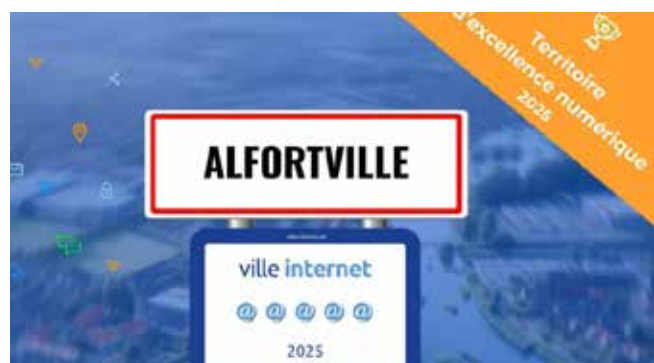 Territoire
d'excellence numérique
2025
ALFORTVILLE
ville internet
@ @ @ @ @
2025